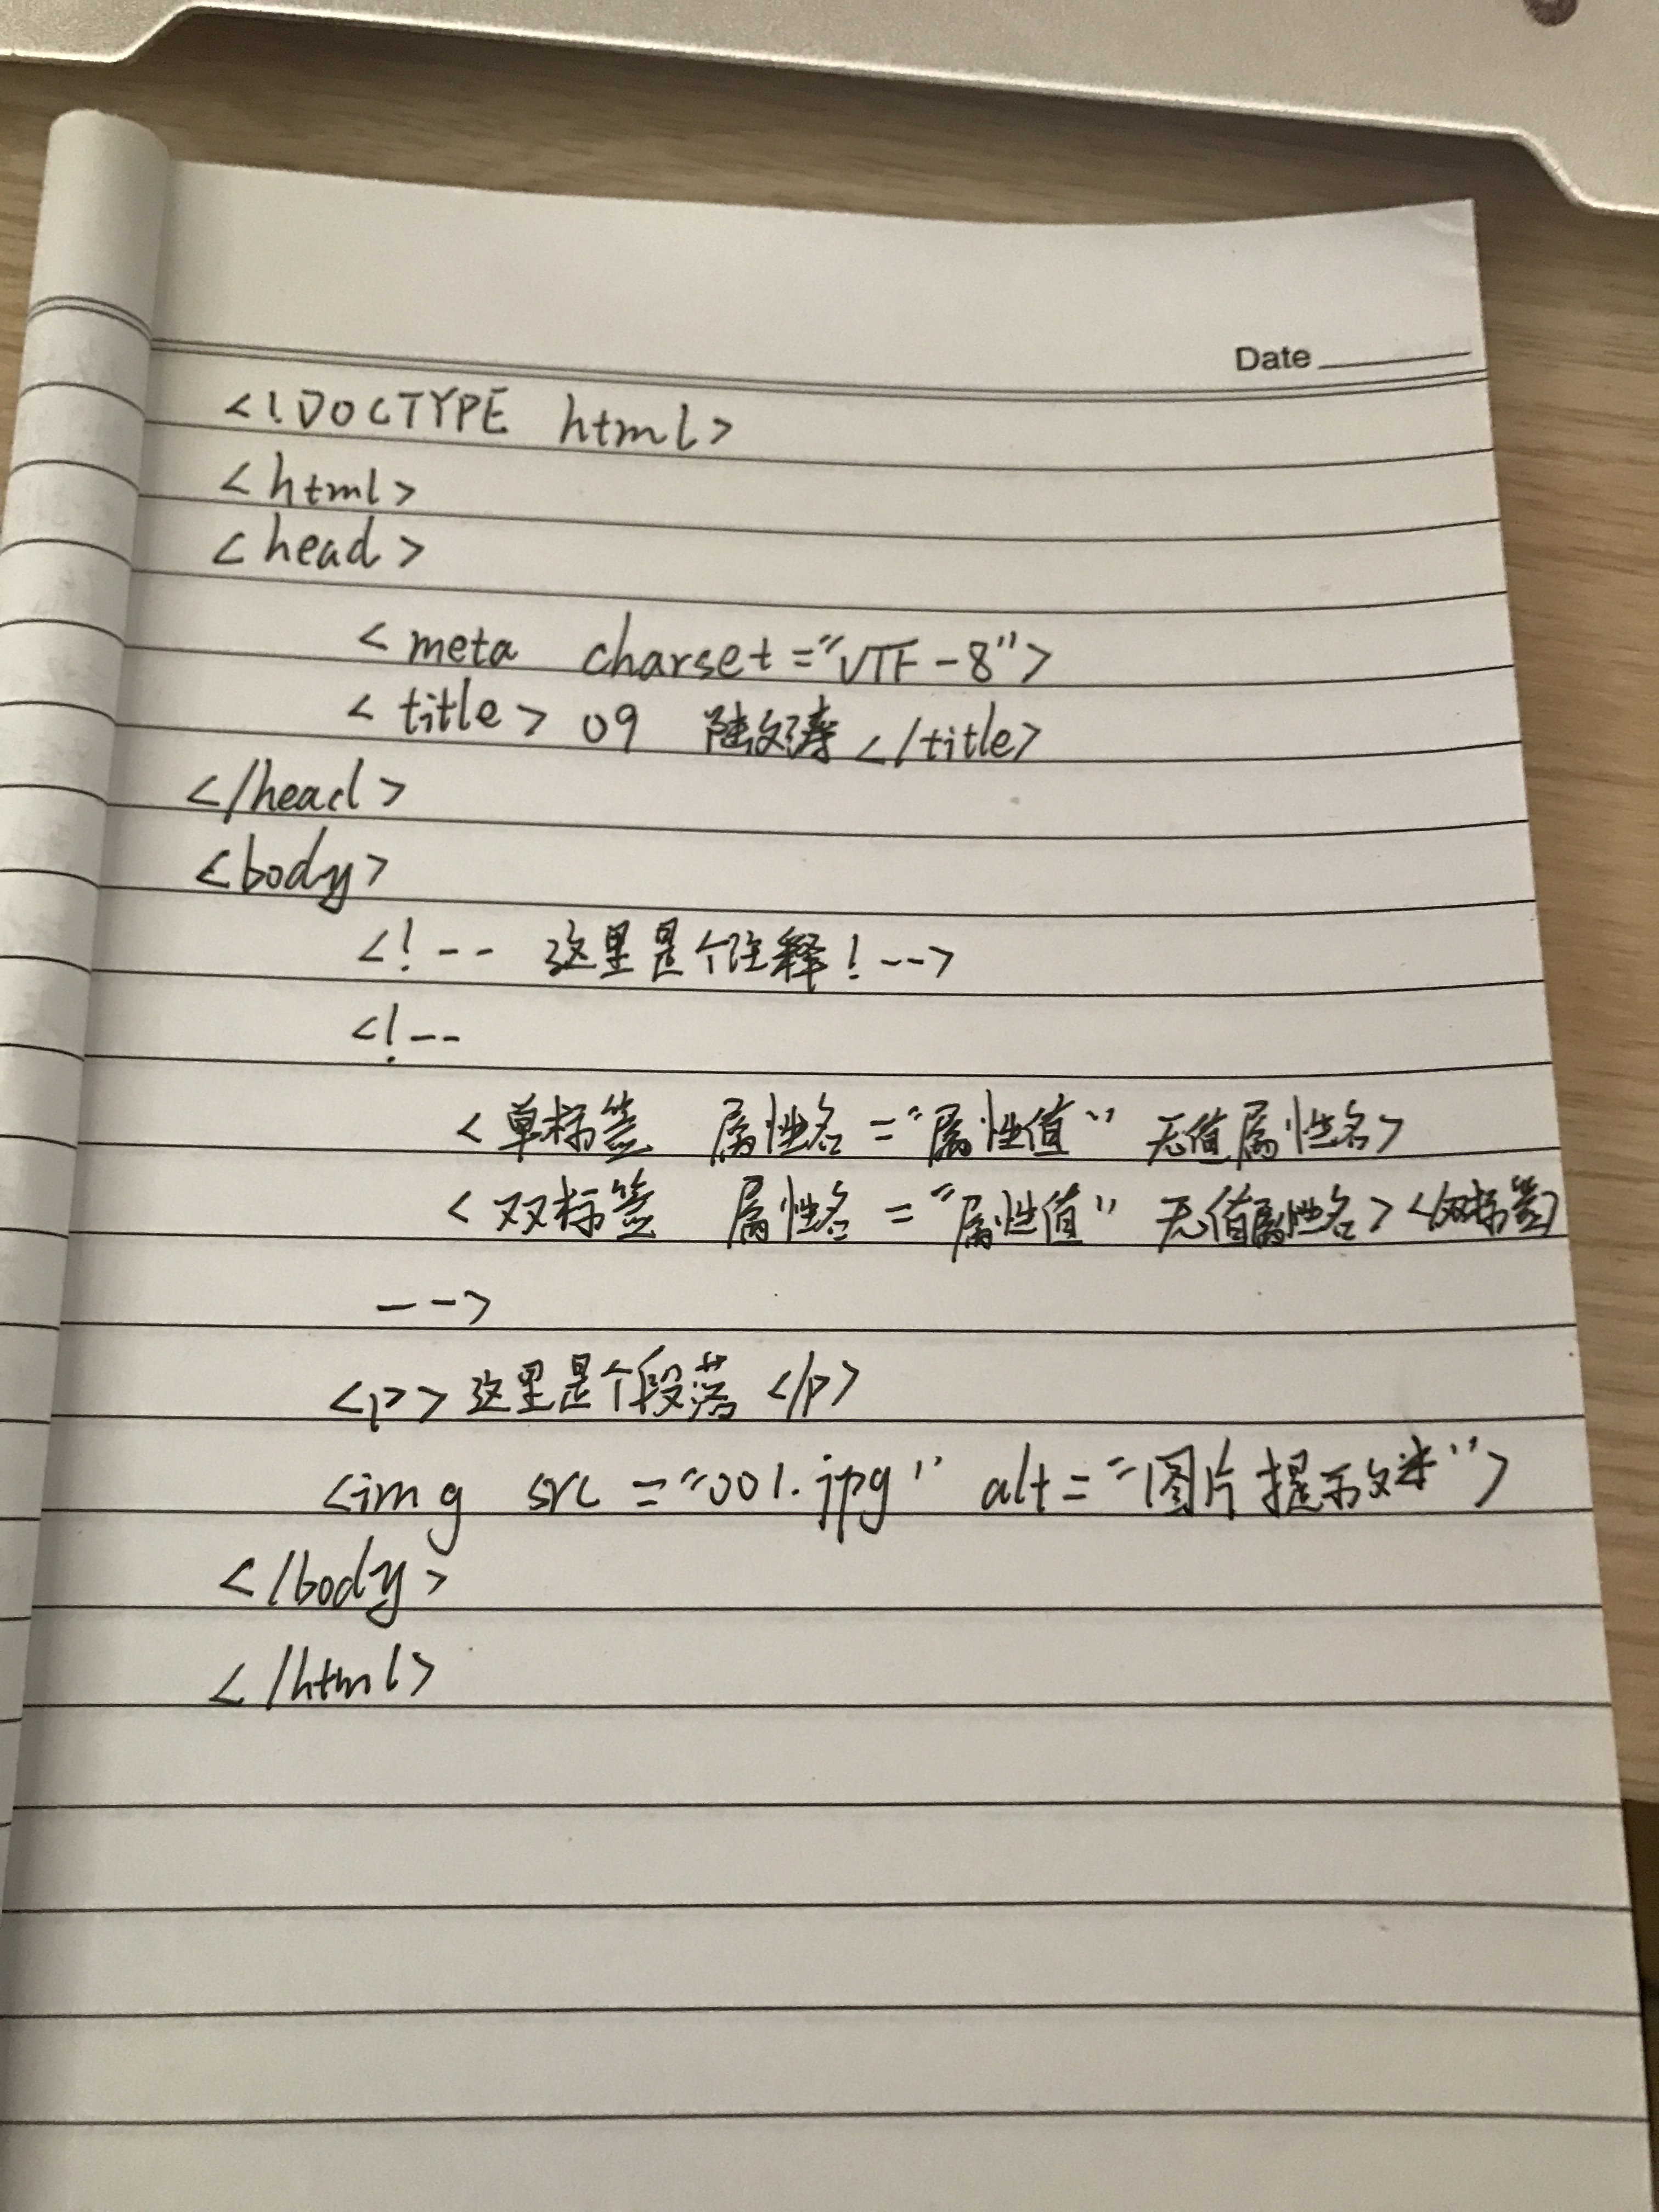 Date
<!DOCTYPE html>
<html>
<head>
<meta charset="UTF-8">
<title> 09 陆文涛 </title>
</head>
<body>
<!-- 这里是个注释! -->
<!--
<单标签 属性名="属性值" 无值属性名>
<双标签 属性名="属性值" 无值属性名></双标签>
-->
<p>这里是个段落</p>
<img src="001.jpg" alt="图片提示文">
</body>
</html>